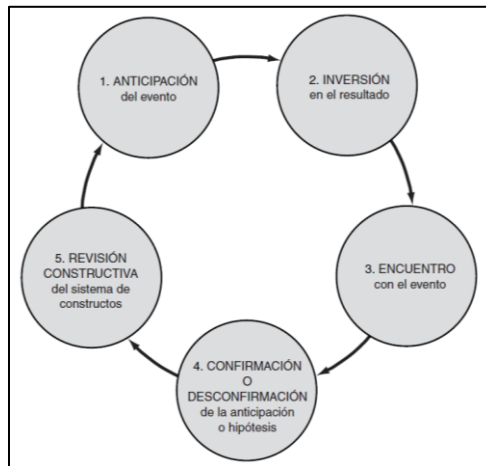 1. ANTICIPACIÓN
del evento
2. INVERSIÓN
en el resultado
3. ENCUENTRO
con el evento
4. CONFIRMACIÓN
O
DESCONFIRMACIÓN
de la anticipación
o hipótesis
5. REVISIÓN
CONSTRUCTIVA
del sistema de
constructos